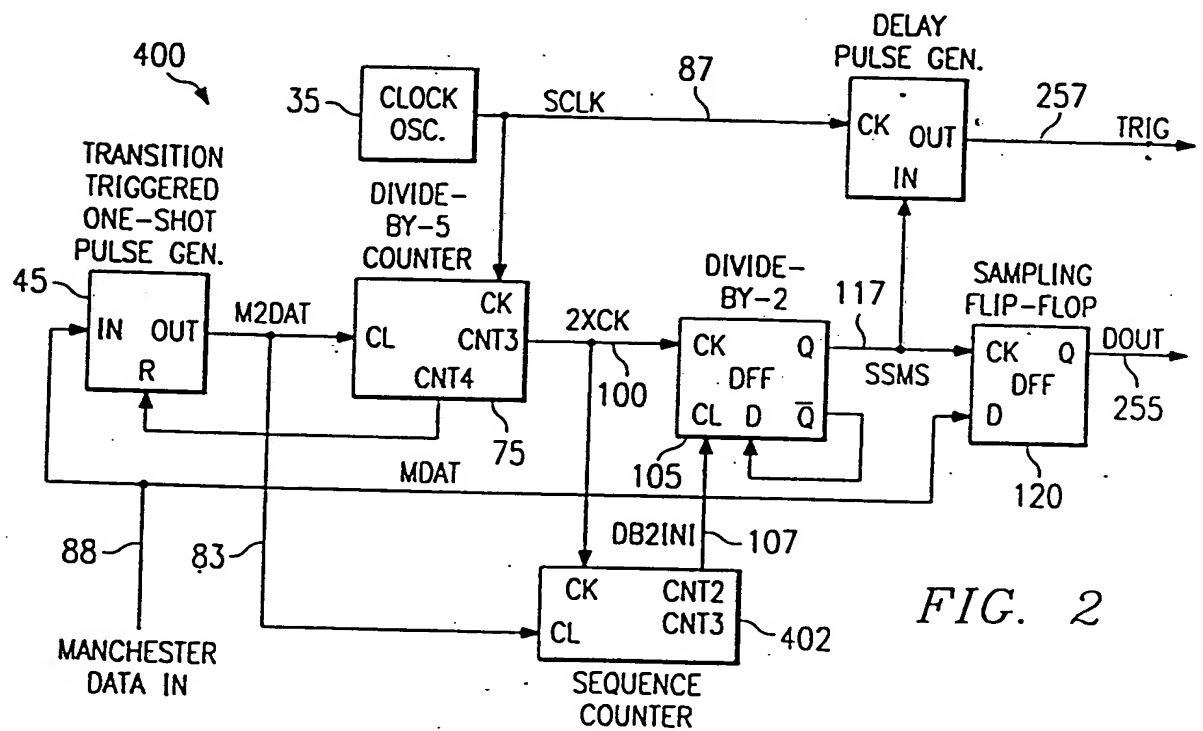 400
DELAY
PULSE GEN.
35
CLOCK
OSC.
SCLK
87
CK
OUT
IN
257
TRIG
TRANSITION
TRIGGERED
ONE-SHOT
PULSE GEN.
45
IN
OUT
R
M2DAT
DIVIDE-
BY-5
COUNTER
CK
CL
CNT3
CNT4
75
2XCK
100
DIVIDE-
BY-2
CK
Q
DFF
CL
D
Q̅
105
117
SSMS
SAMPLING
FLIP-FLOP
CK
Q
DFF
D
120
DOUT
255
MDAT
88
83
MANCHESTER
DATA IN
DB2INI
107
CK
CNT2
CNT3
CL
402
SEQUENCE
COUNTER
FIG. 2